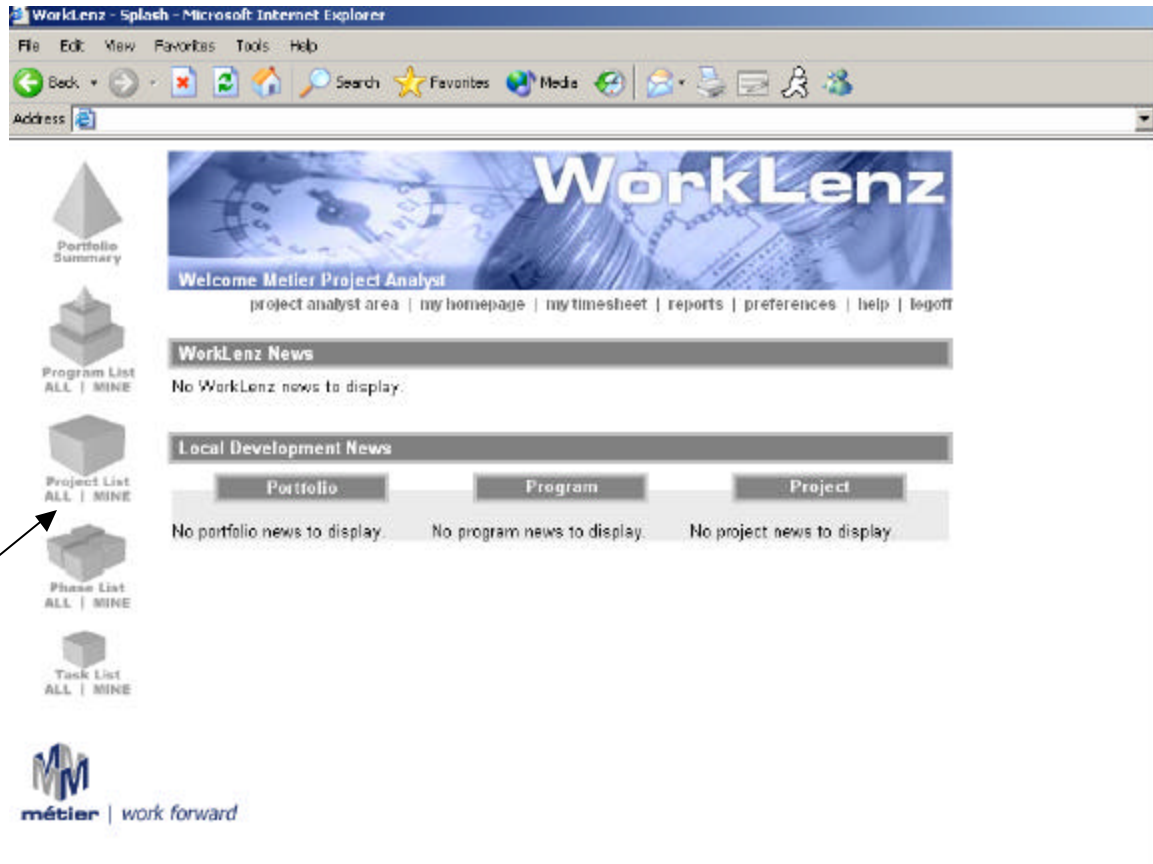 WorkLenz - Splash - Microsoft Internet Explorer
File Edit View Favorites Tools Help
Back Search Favorites Media
Address
WorkLenz
Welcome Metier Project Analyst
project analyst area | my homepage | my timesheet | reports | preferences | help | logoff
Portfolio
Summary
Program List
ALL | MINE
Project List
ALL | MINE
Phase List
ALL | MINE
Task List
ALL | MINE
WorkLenz News
No WorkLenz news to display.
Local Development News
Portfolio Program Project
No portfolio news to display. No program news to display. No project news to display
métier | work forward